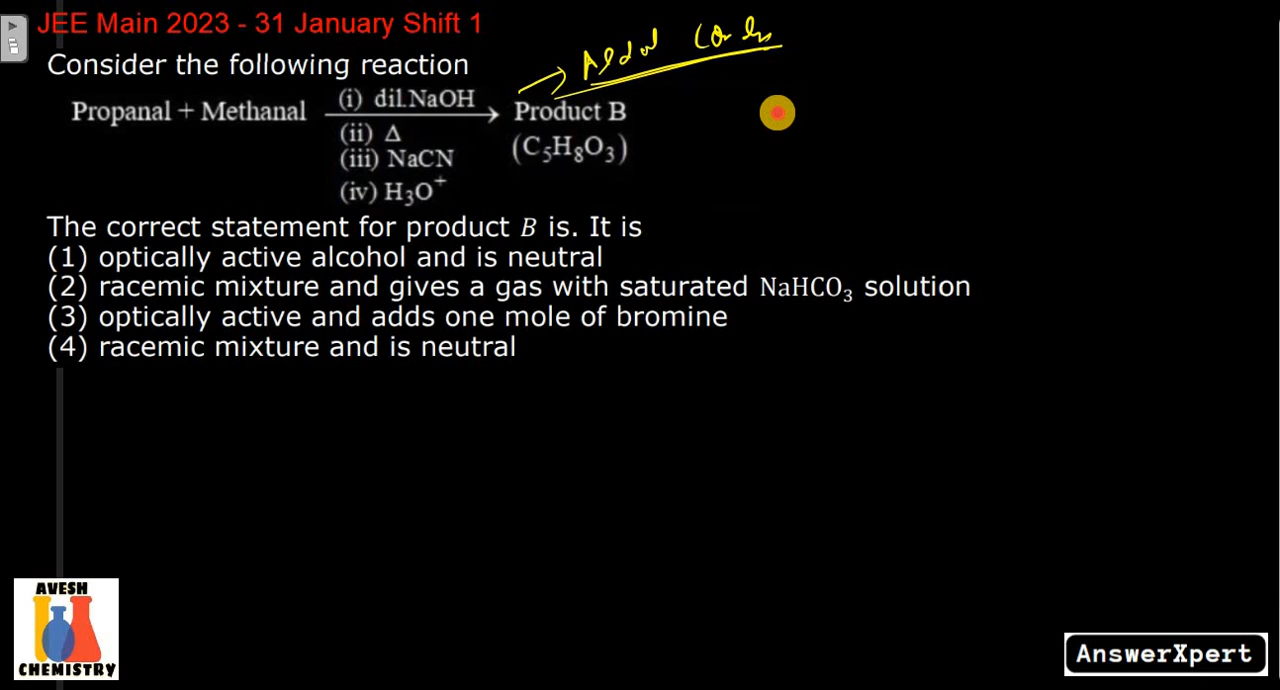 JEE Main 2023 - 31 January Shift 1
Aldol
Consider the following reaction
Propanal + Methanal (i) dil.NaOH Product B
(ii) Δ
(C₅H₈O₃)
(iii) NaCN
(iv) H₃O⁺
The correct statement for product B is. It is
(1) optically active alcohol and is neutral
(2) racemic mixture and gives a gas with saturated NaHCO₃ solution
(3) optically active and adds one mole of bromine
(4) racemic mixture and is neutral
AVESH
CHEMISTRY
AnswerXpert